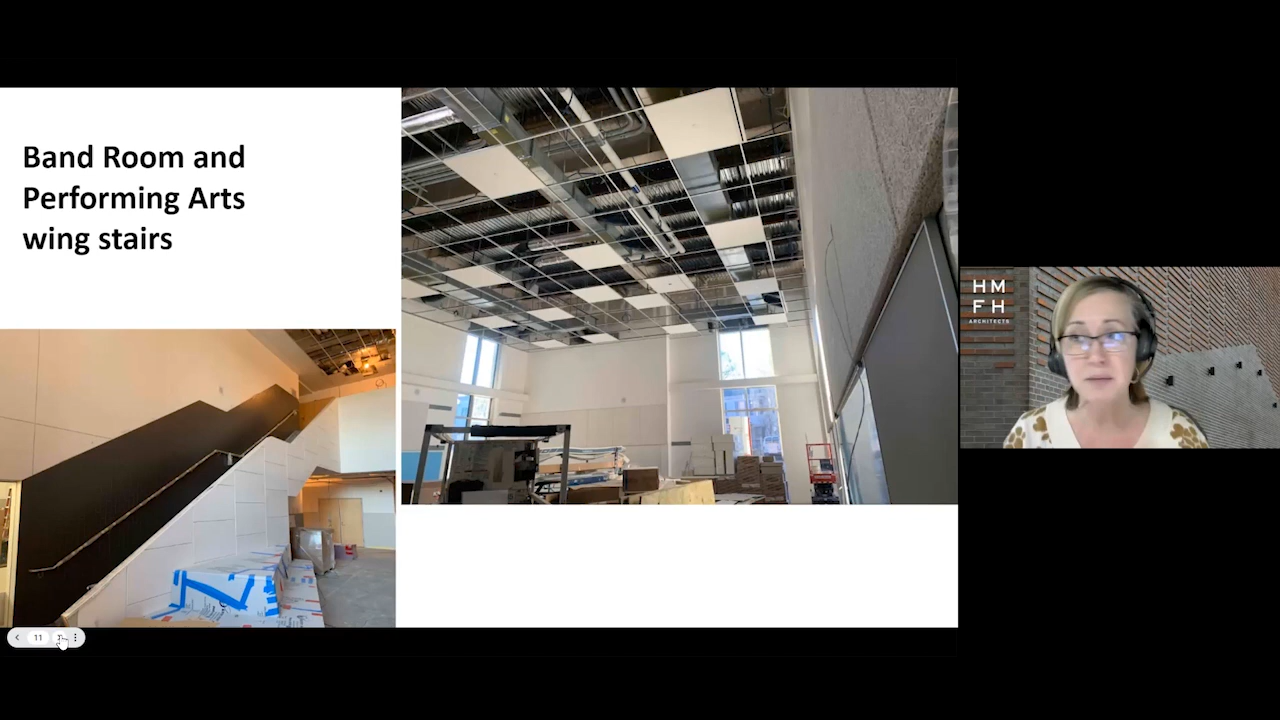 Band Room and
Performing Arts
wing stairs
HM
FH
ARCHITECTS
11